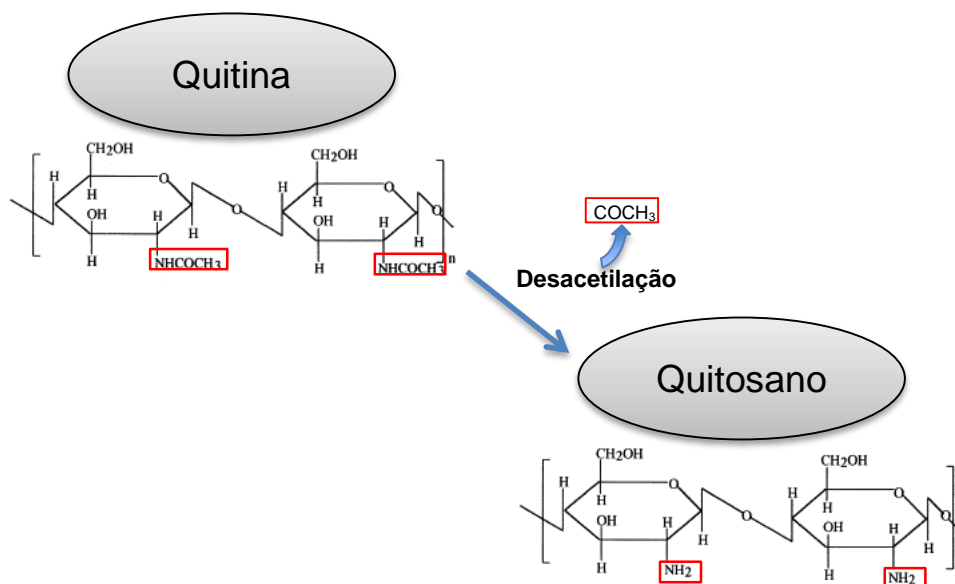 Quitina
CH2OH CH2OH
H O H O
H H
OH H O OH H O
H H
H NHCOCH3 H NHCOCH3 n
COCH3
Desacetilação
Quitosano
CH2OH CH2OH
H O H O
H H
OH H O OH H O
H H
H NH2 H NH2